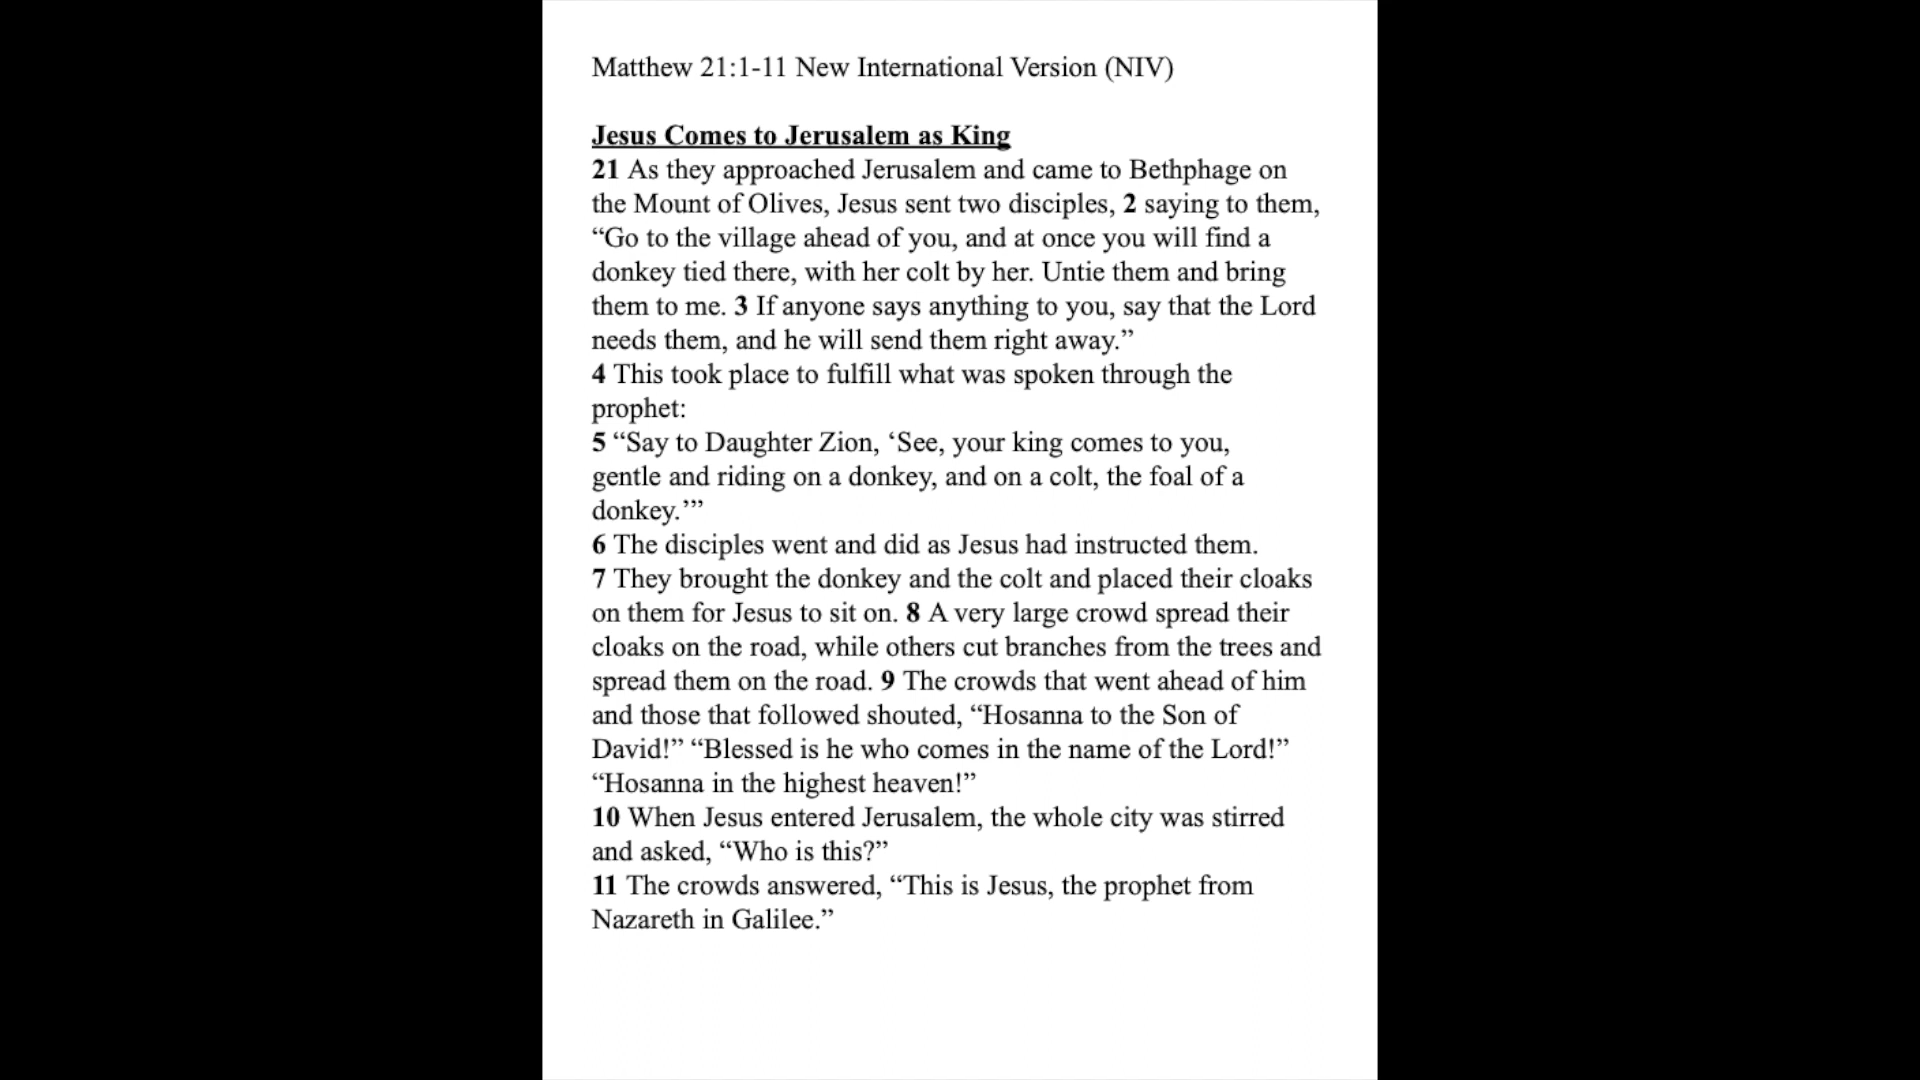 Matthew 21:1-11 New International Version (NIV)
Jesus Comes to Jerusalem as King
21 As they approached Jerusalem and came to Bethphage on
the Mount of Olives, Jesus sent two disciples, 2 saying to them,
“Go to the village ahead of you, and at once you will find a
donkey tied there, with her colt by her. Untie them and bring
them to me. 3 If anyone says anything to you, say that the Lord
needs them, and he will send them right away.”
4 This took place to fulfill what was spoken through the
prophet:
5 “Say to Daughter Zion, ‘See, your king comes to you,
gentle and riding on a donkey, and on a colt, the foal of a
donkey.’”
6 The disciples went and did as Jesus had instructed them.
7 They brought the donkey and the colt and placed their cloaks
on them for Jesus to sit on. 8 A very large crowd spread their
cloaks on the road, while others cut branches from the trees and
spread them on the road. 9 The crowds that went ahead of him
and those that followed shouted, “Hosanna to the Son of
David!” “Blessed is he who comes in the name of the Lord!”
“Hosanna in the highest heaven!”
10 When Jesus entered Jerusalem, the whole city was stirred
and asked, “Who is this?”
11 The crowds answered, “This is Jesus, the prophet from
Nazareth in Galilee.”